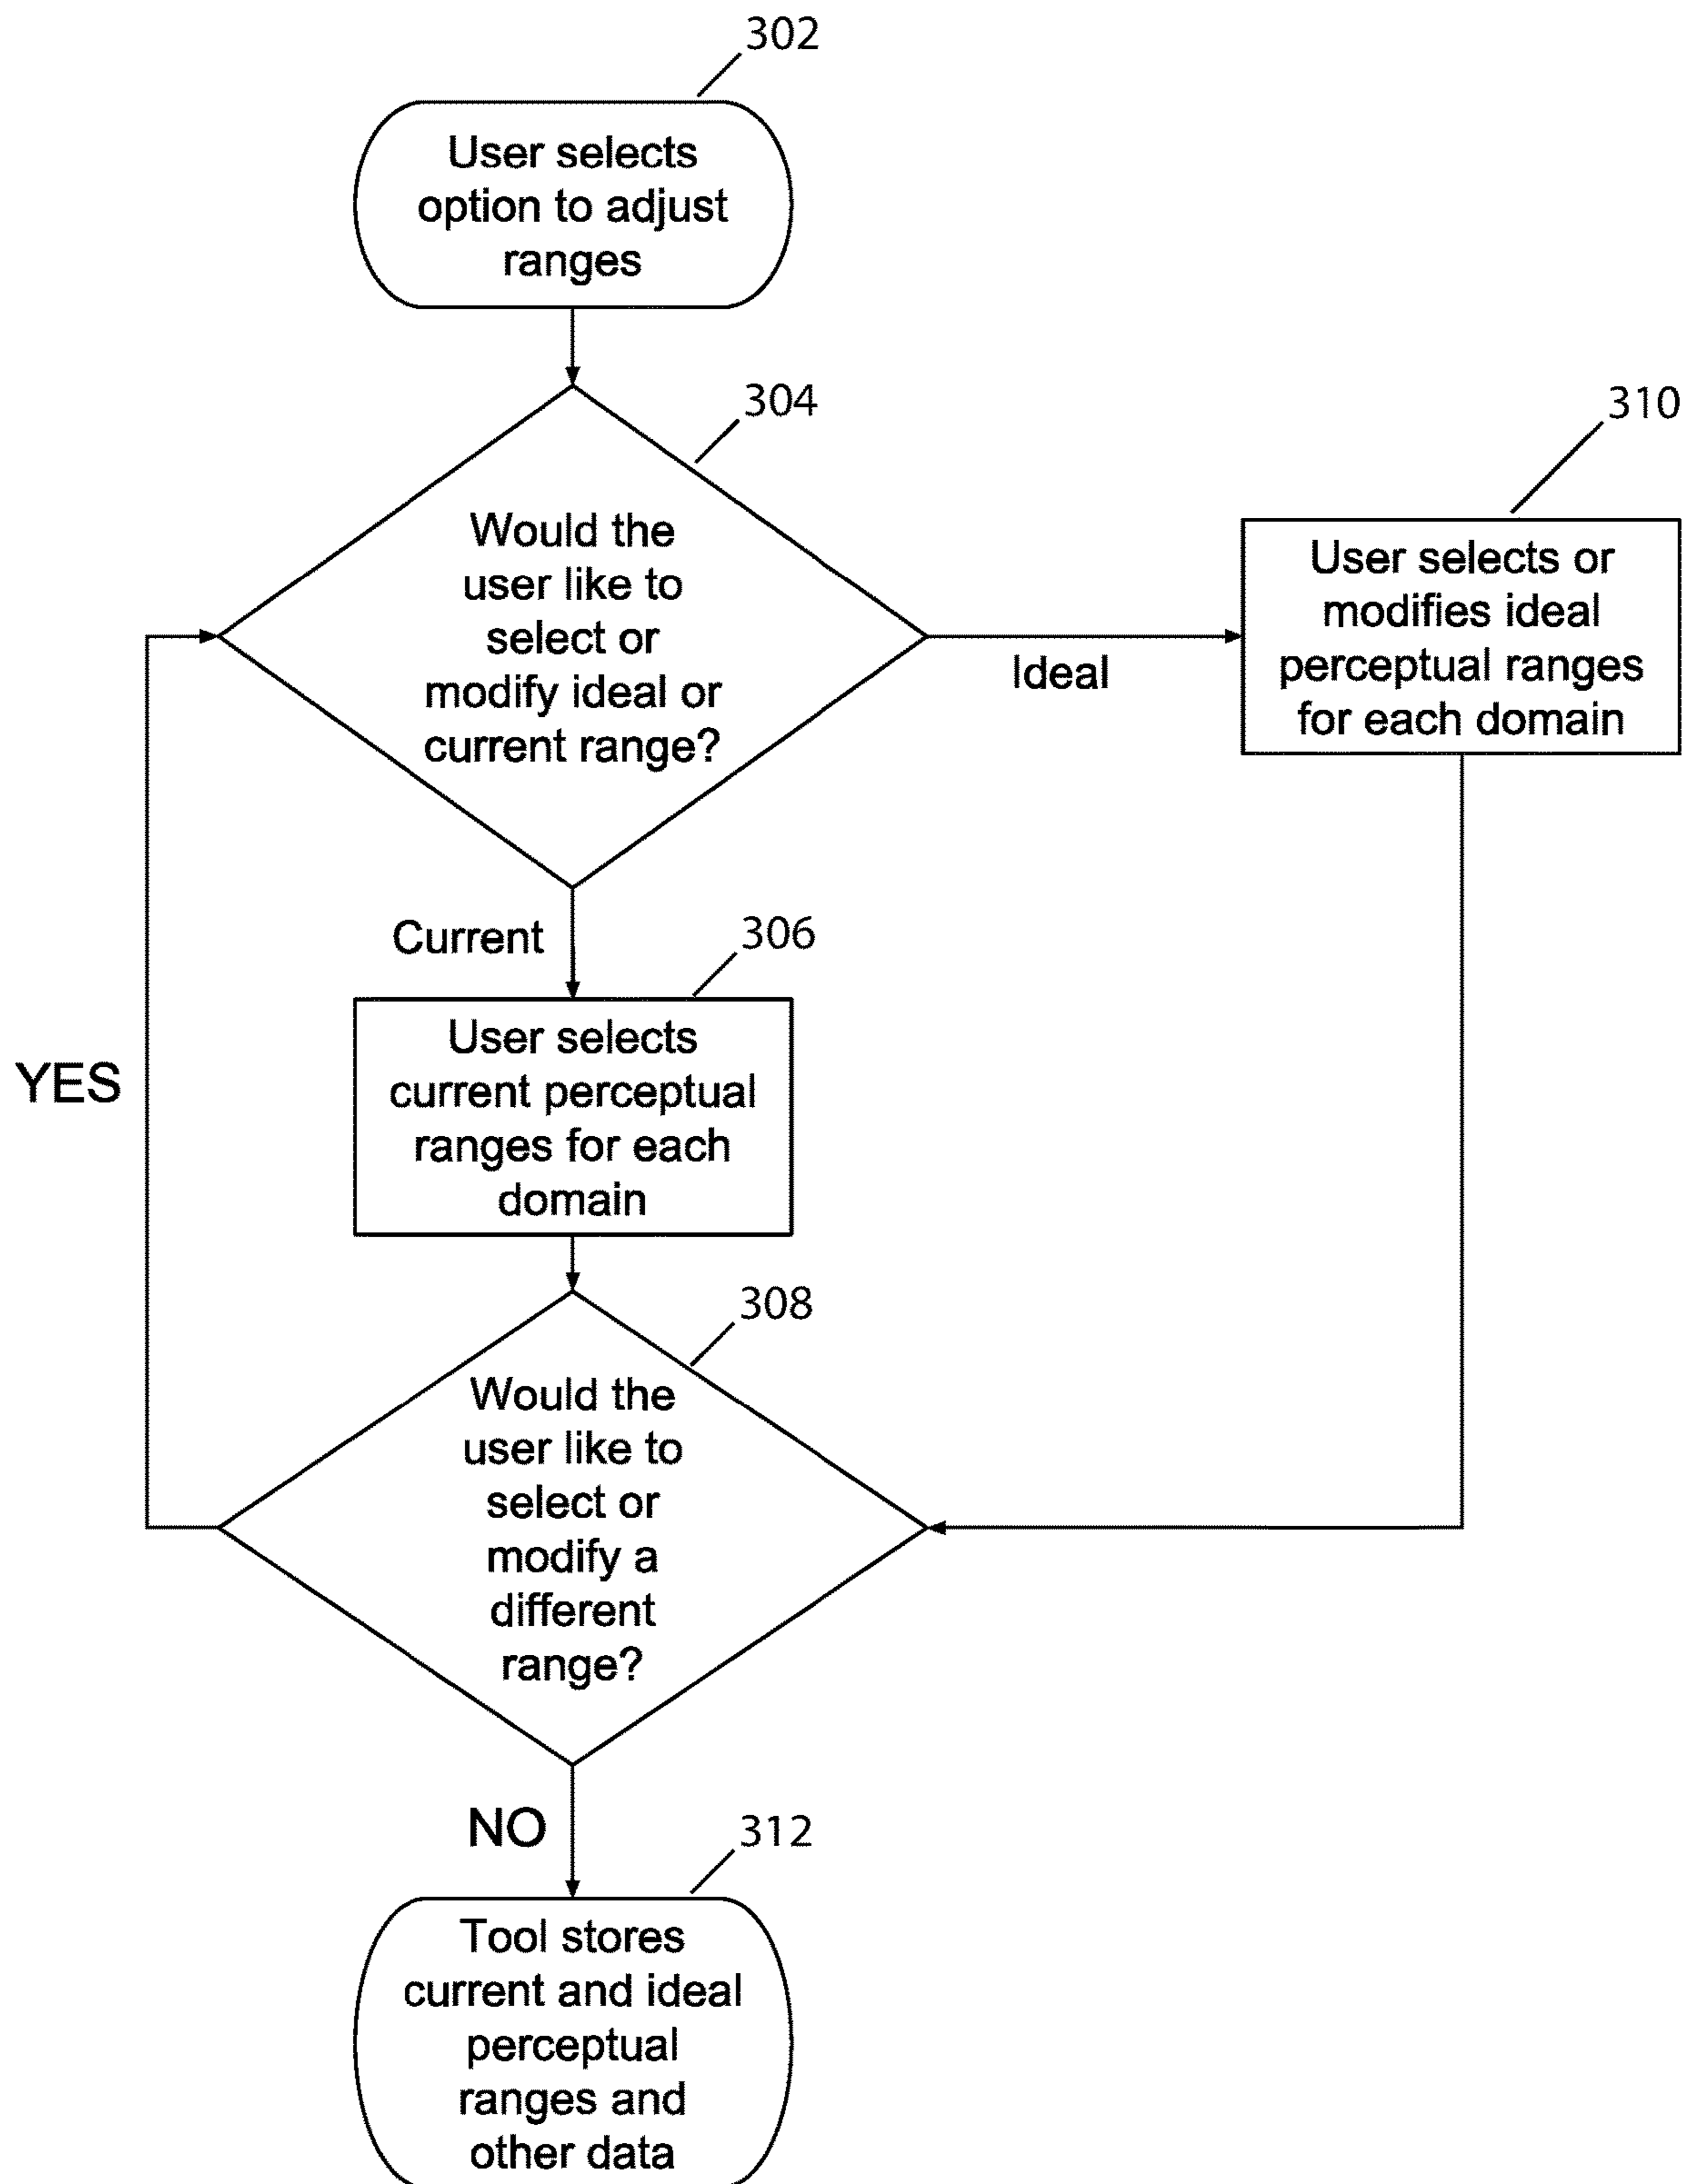 302
User selects
option to adjust
ranges
304
310
Would the
user like to
select or
modify ideal or
current range?
Ideal
User selects or
modifies ideal
perceptual ranges
for each domain
Current
306
User selects
current perceptual
ranges for each
domain
YES
308
Would the
user like to
select or
modify a
different
range?
NO
312
Tool stores
current and ideal
perceptual
ranges and
other data